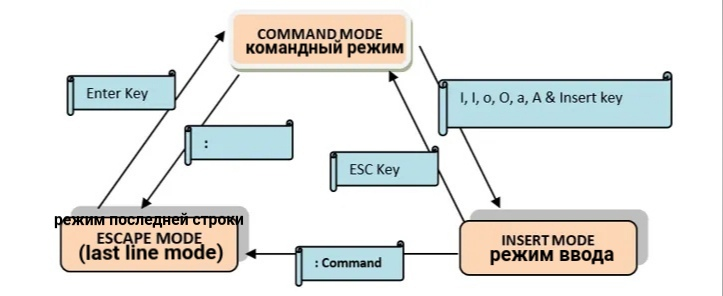 COMMAND MODE
командный режим
Enter Key
I, I, o, O, a, A & Insert key
:
ESC Key
режим последней строки
ESCAPE MODE
(last line mode)
INSERT MODE
режим ввода
: Command